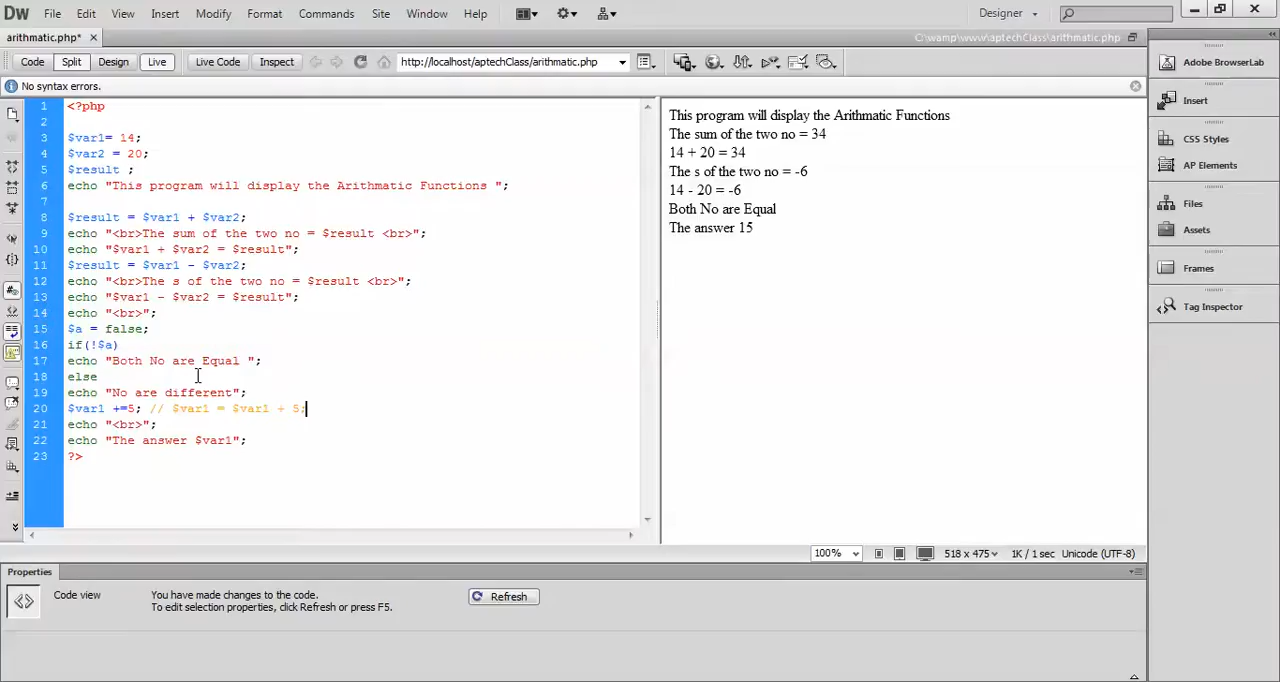 DW File Edit View Insert Modify Format Commands Site Window Help Designer
arithmatic.php* C:\wamp\www\aptechClass\arithmatic.php
Code Split Design Live Live Code Inspect http://localhost/aptechClass/arithmatic.php
No syntax errors.
1 <?php
2
3 $var1= 14;
4 $var2 = 20;
5 $result ;
6 echo "This program will display the Arithmatic Functions ";
7
8 $result = $var1 + $var2;
9 echo "<br>The sum of the two no = $result <br>";
10 echo "$var1 + $var2 = $result";
11 $result = $var1 - $var2;
12 echo "<br>The s of the two no = $result <br>";
13 echo "$var1 - $var2 = $result";
14 echo "<br>";
15 $a = false;
16 if(!$a)
17 echo "Both No are Equal ";
18 else
19 echo "No are different";
20 $var1 +=5; // $var1 = $var1 + 5;
21 echo "<br>";
22 echo "The answer $var1";
23 ?>
This program will display the Arithmatic Functions
The sum of the two no = 34
14 + 20 = 34
The s of the two no = -6
14 - 20 = -6
Both No are Equal
The answer 15
Adobe BrowserLab
Insert
CSS Styles
AP Elements
Files
Assets
Frames
Tag Inspector
100% 518 x 475 1K / 1 sec Unicode (UTF-8)
Properties
Code view
You have made changes to the code.
To edit selection properties, click Refresh or press F5.
Refresh